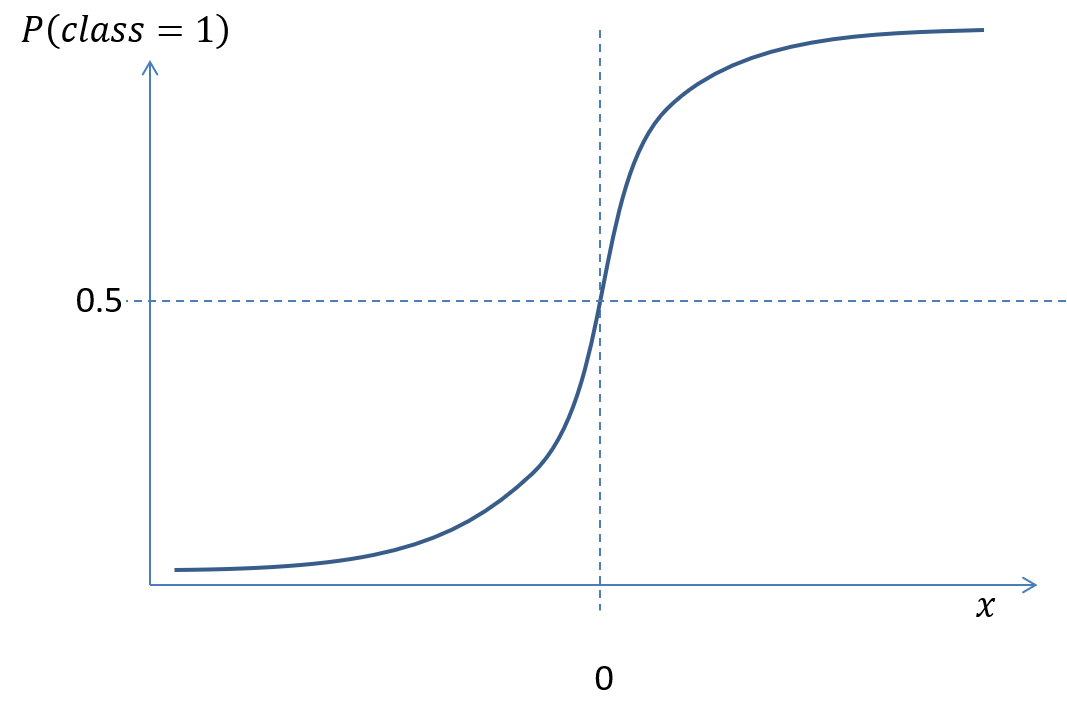 P(class = 1)
0.5
x
0